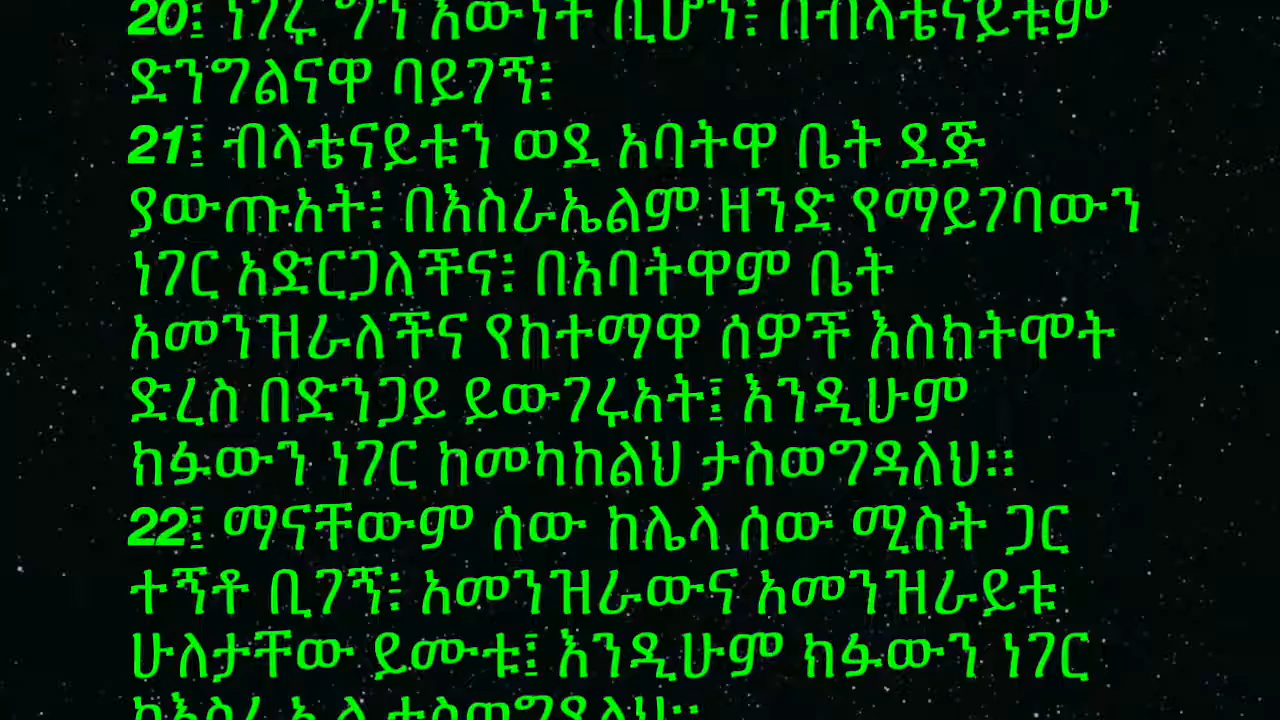 20፤ ነገሩ ግን እውነት ቢሆን፥ በብላቴናይቱም
ድንግልናዋ ባይገኝ፥
21፤ ብላቴናይቱን ወደ አባትዋ ቤት ደጅ
ያውጡአት፥ በእስራኤልም ዘንድ የማይገባውን
ነገር አድርጋለችና፥ በአባትዋም ቤት
አመንዝራለችና የከተማዋ ሰዎች እስክትሞት
ድረስ በድንጋይ ይውገሩአት፤ እንዲሁም
ክፉውን ነገር ከመካከልህ ታስወግዳለህ።
22፤ ማናቸውም ሰው ከሌላ ሰው ሚስት ጋር
ተኝቶ ቢገኝ፥ አመንዝራውና አመንዝራይቱ
ሁለታቸው ይሙቱ፤ እንዲሁም ክፉውን ነገር
ከእስራኤል ታስወግዳለህ።